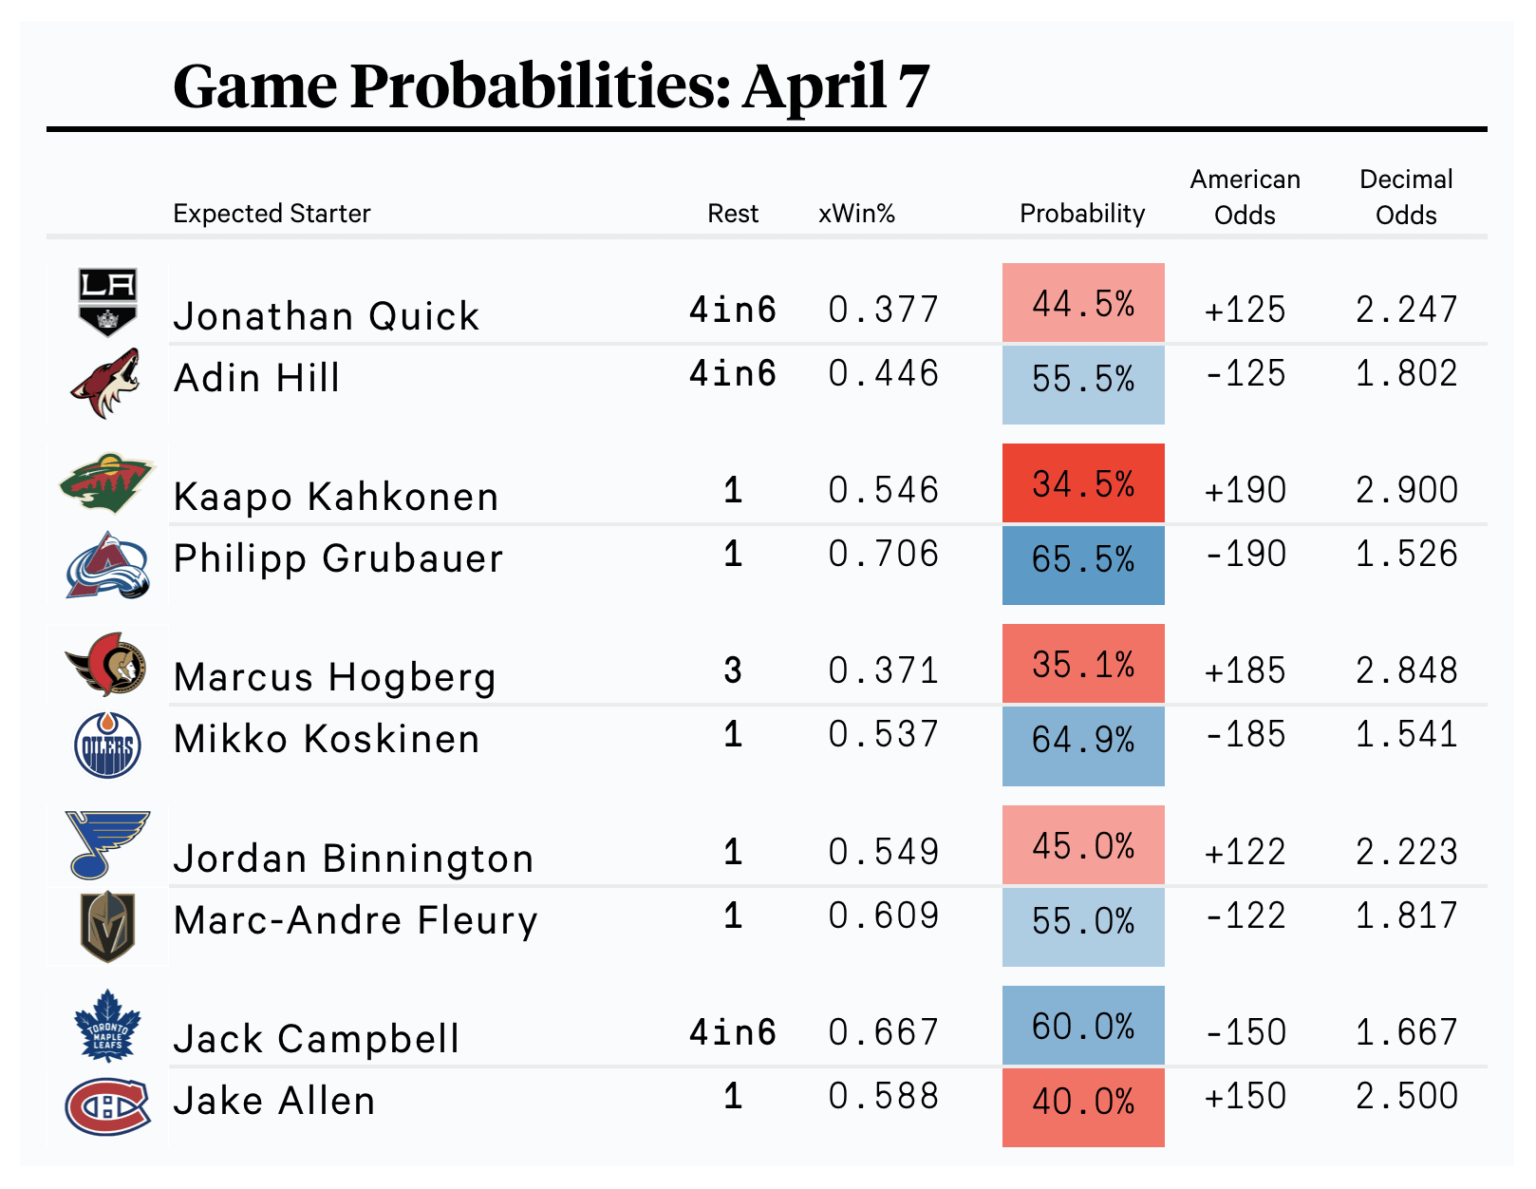 Game Probabilities: April 7
Expected Starter Rest xWin% Probability American Odds Decimal Odds
LA
Jonathan Quick 4in6 0.377 44.5% +125 2.247
Adin Hill 4in6 0.446 55.5% -125 1.802
Kaapo Kahkonen 1 0.546 34.5% +190 2.900
Philipp Grubauer 1 0.706 65.5% -190 1.526
Marcus Hogberg 3 0.371 35.1% +185 2.848
OILERS
Mikko Koskinen 1 0.537 64.9% -185 1.541
Jordan Binnington 1 0.549 45.0% +122 2.223
Marc-Andre Fleury 1 0.609 55.0% -122 1.817
TORONTO
MAPLE
LEAFS
Jack Campbell 4in6 0.667 60.0% -150 1.667
Jake Allen 1 0.588 40.0% +150 2.500